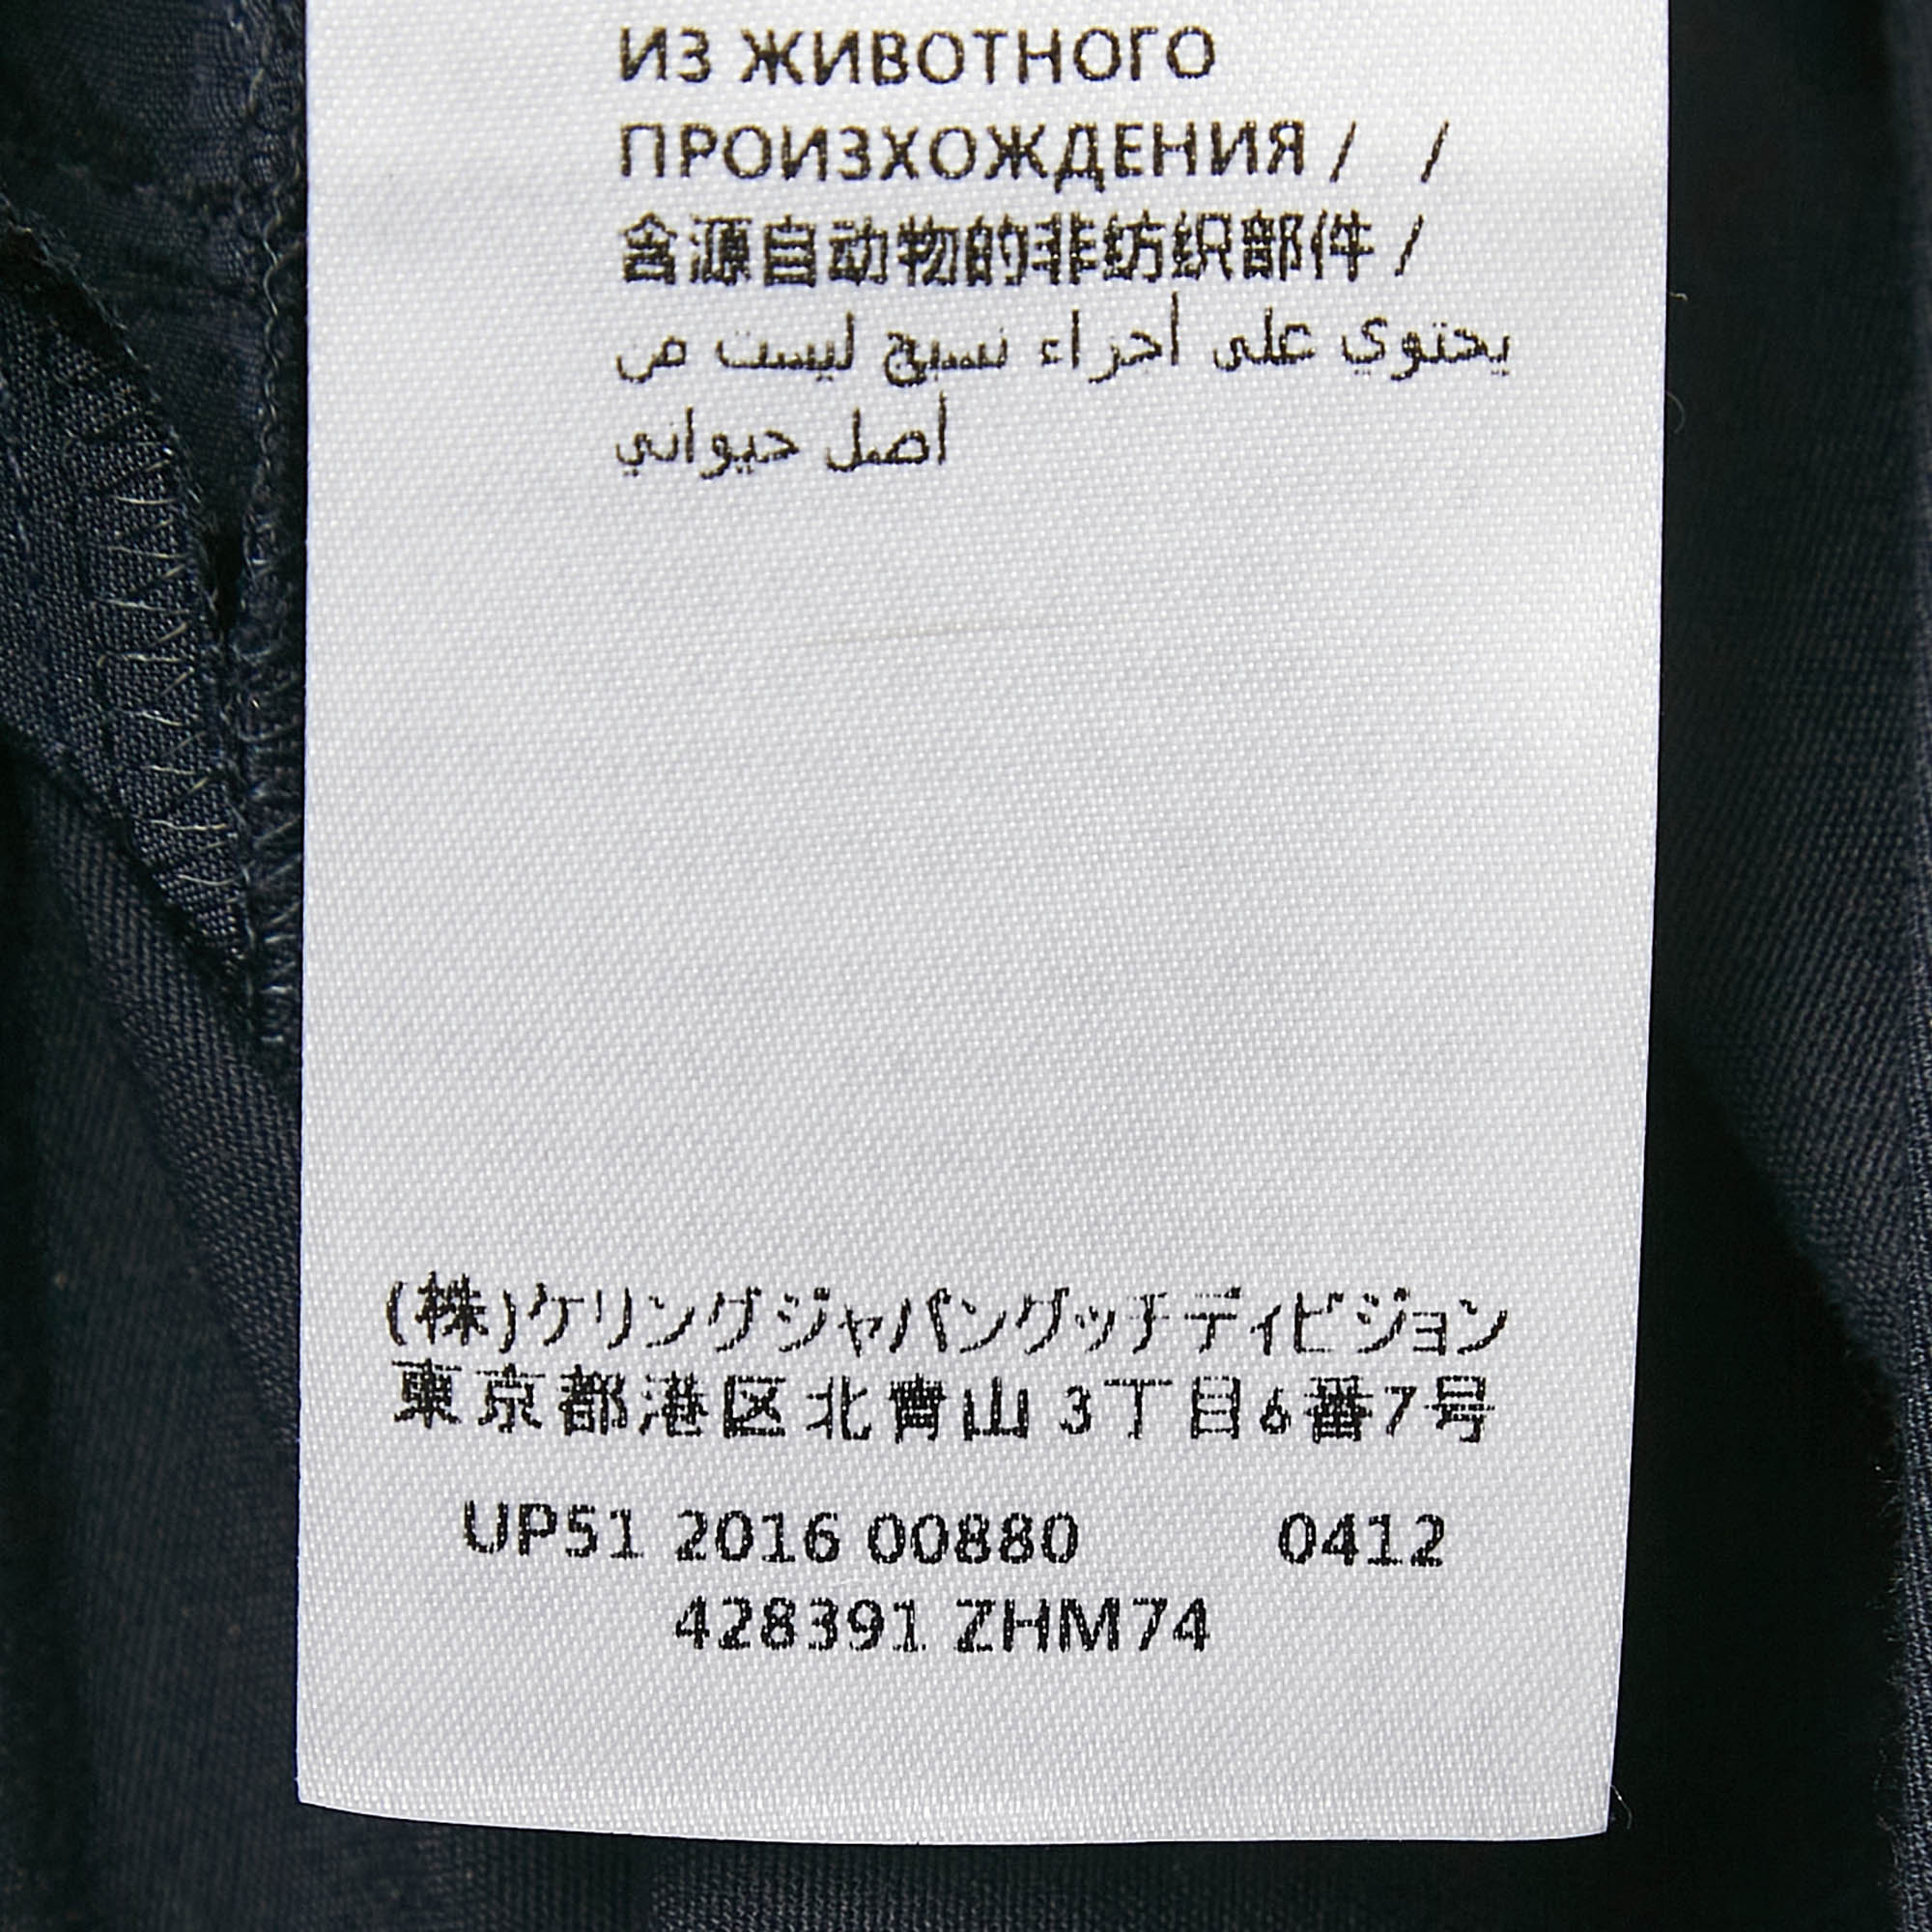 ИЗ ЖИВОТНОГО
ПРОИЗХОЖДЕНИЯ / /
含源自动物的非纺织部件 /
يحتوي على أجزاء نسيج ليست من
أصل حيواني
(株)ケリングジャパングッチディビジョン
東京都港区北青山3丁目6番7号
UP51 2016 00880 0412
428391 ZHM74